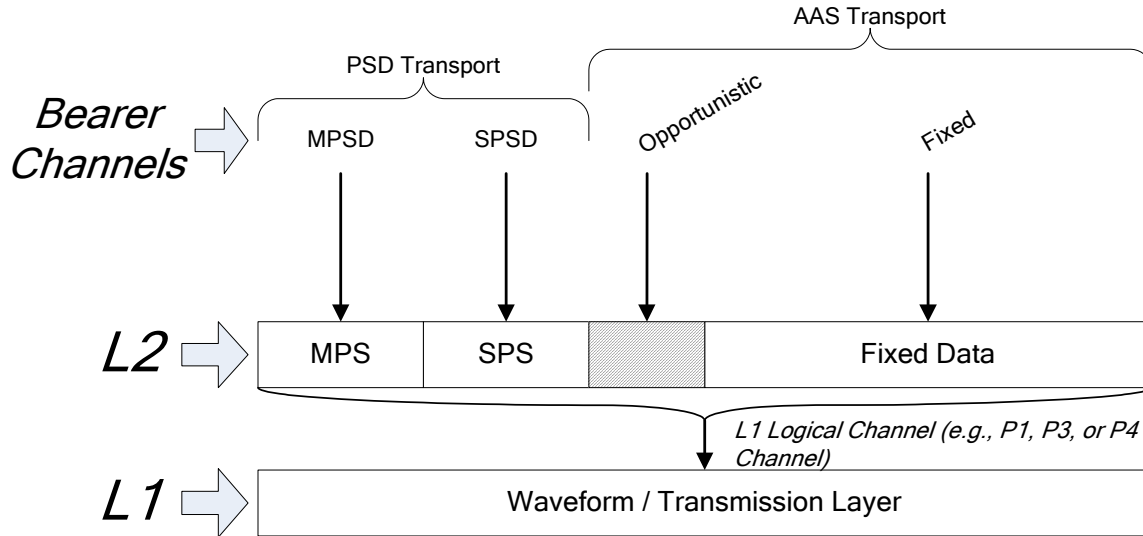 AAS Transport
PSD Transport
Bearer
Channels
MPSD
SPSD
Opportunistic
Fixed
L2
MPS
SPS
Fixed Data
L1 Logical Channel (e.g., P1, P3, or P4
Channel)
L1
Waveform / Transmission Layer